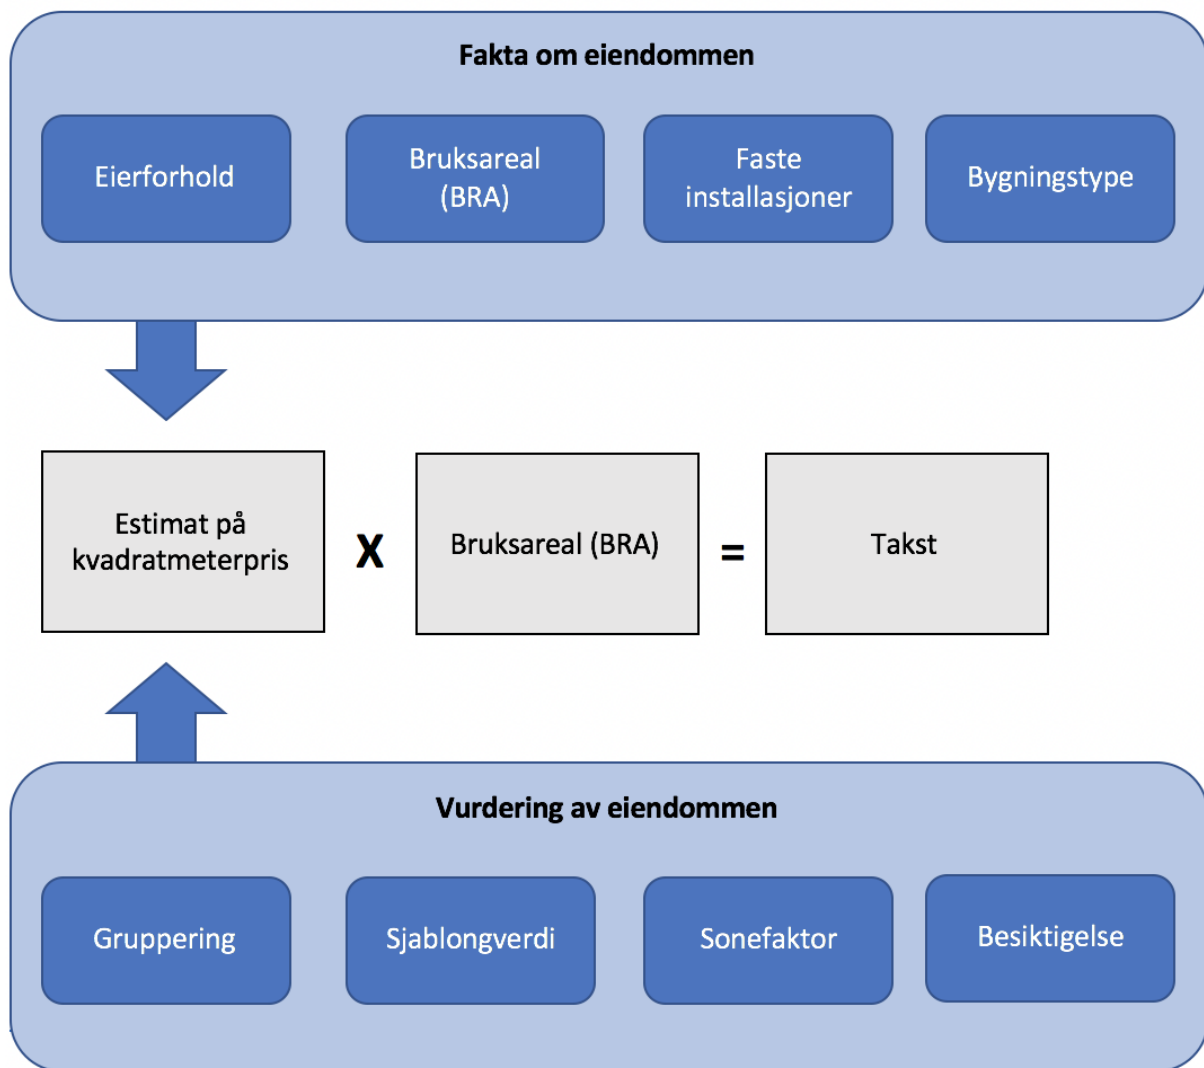 Fakta om eiendommen
Eierforhold
Bruksareal
(BRA)
Faste
installasjoner
Bygningstype
Estimat på
kvadratmeterpris
X
Bruksareal (BRA)
=
Takst
Vurdering av eiendommen
Gruppering
Sjablongverdi
Sonefaktor
Besiktigelse